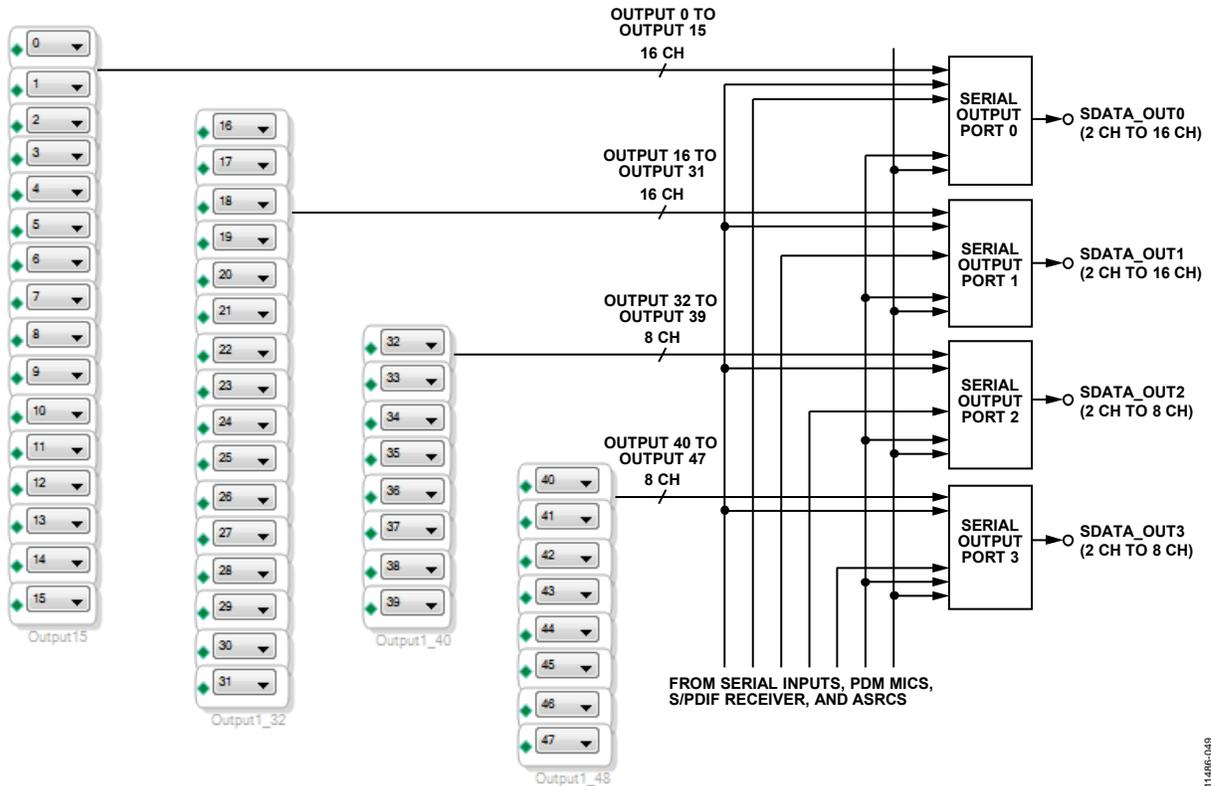 0
1
2
3
4
5
6
7
8
9
10
11
12
13
14
15
Output15
16
17
18
19
20
21
22
23
24
25
26
27
28
29
30
31
Output1_32
32
33
34
35
36
37
38
39
Output1_40
40
41
42
43
44
45
46
47
Output1_48
OUTPUT 0 TO
OUTPUT 15
16 CH
OUTPUT 16 TO
OUTPUT 31
16 CH
OUTPUT 32 TO
OUTPUT 39
8 CH
OUTPUT 40 TO
OUTPUT 47
8 CH
SERIAL
OUTPUT
PORT 0
SDATA_OUT0
(2 CH TO 16 CH)
SERIAL
OUTPUT
PORT 1
SDATA_OUT1
(2 CH TO 16 CH)
SERIAL
OUTPUT
PORT 2
SDATA_OUT2
(2 CH TO 8 CH)
SERIAL
OUTPUT
PORT 3
SDATA_OUT3
(2 CH TO 8 CH)
FROM SERIAL INPUTS, PDM MICS,
S/PDIF RECEIVER, AND ASRCS
11486-049